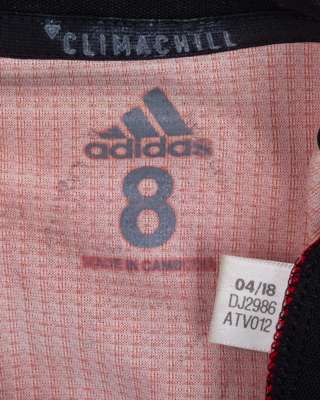 CLIMACHILL
adidas
8
MADE IN CAMBODIA
04/18
DJ2986
ATV012